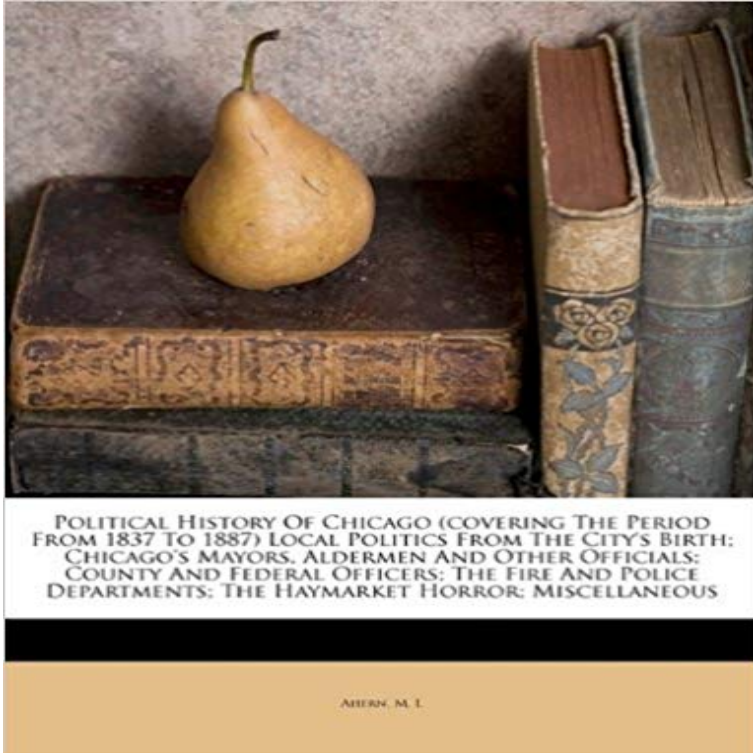 Political History Of Chicago (covering The Period
From 1837 To 1887) Local Politics From The City's Birth;
Chicago's Mayors, Aldermen And Other Officials;
County And Federal Officers; The Fire And Police
Departments; The Haymarket Horror; Miscellaneous
Ahern, M. L